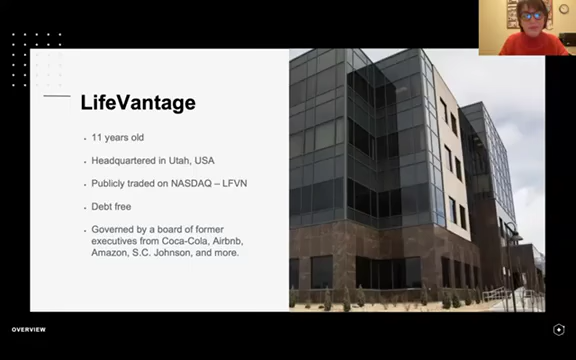 LifeVantage
11 years old
Headquartered in Utah, USA
Publicly traded on NASDAQ – LFVN
Debt free
Governed by a board of former
executives from Coca-Cola, Airbnb,
Amazon, S.C. Johnson, and more.
OVERVIEW